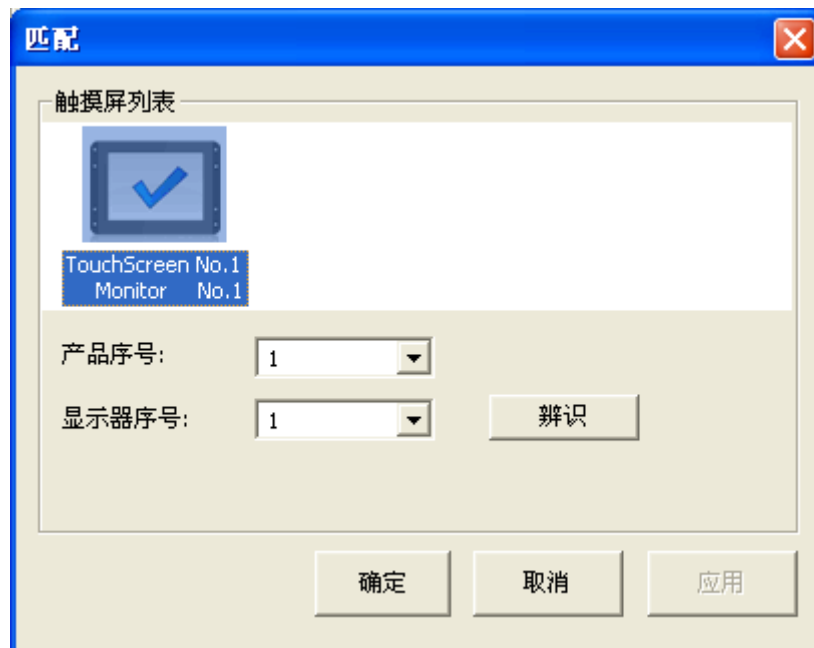 匹配
触摸屏列表
TouchScreen No.1
Monitor No.1
产品序号: 1
显示器序号: 1 辨识
确定 取消 应用